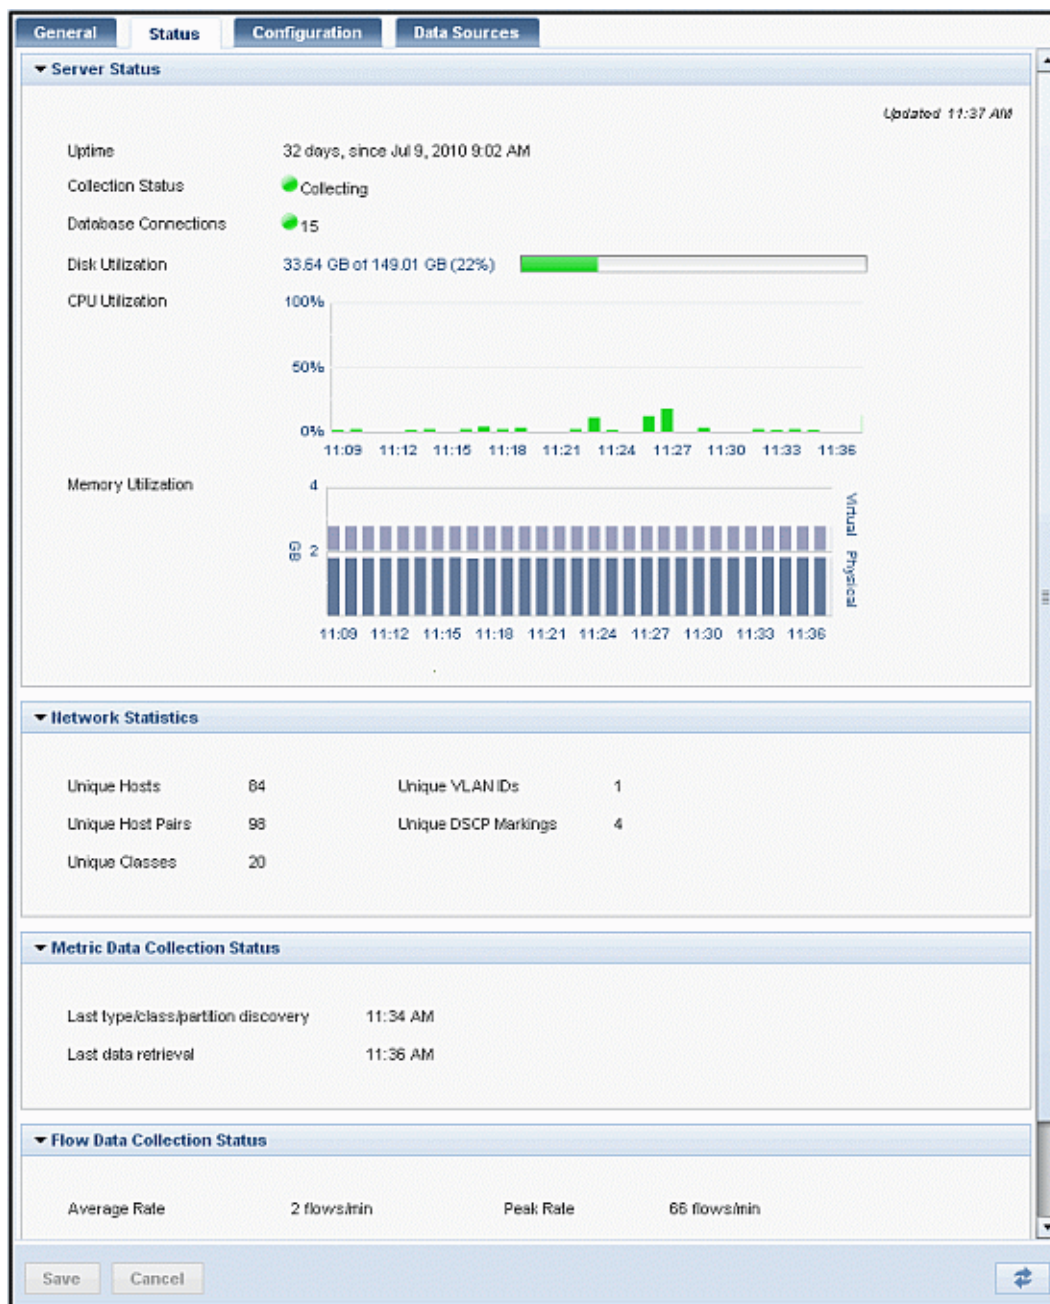 General Status Configuration Data Sources
Server Status
Updated 11:37 AM
Uptime 32 days, since Jul 9, 2010 9:02 AM
Collection Status Collecting
Database Connections 15
Disk Utilization 33.64 GB of 149.01 GB (22%)
CPU Utilization 100%
50%
0%
11:09 11:12 11:15 11:18 11:21 11:24 11:27 11:30 11:33 11:36
Memory Utilization 4
GB 2
Virtual
Physical
11:09 11:12 11:15 11:18 11:21 11:24 11:27 11:30 11:33 11:36
Network Statistics
Unique Hosts 84 Unique VLAN IDs 1
Unique Host Pairs 98 Unique DSCP Markings 4
Unique Classes 20
Metric Data Collection Status
Last type/class/partition discovery 11:34 AM
Last data retrieval 11:36 AM
Flow Data Collection Status
Average Rate 2 flows/min Peak Rate 66 flows/min
Save Cancel